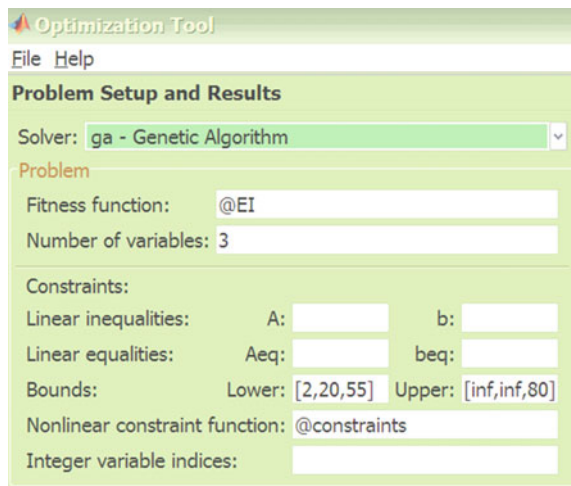 Optimization Tool
File Help
Problem Setup and Results
Solver: ga - Genetic Algorithm
Problem
Fitness function: @EI
Number of variables: 3
Constraints:
Linear inequalities: A: b:
Linear equalities: Aeq: beq:
Bounds: Lower: [2,20,55] Upper: [inf,inf,80]
Nonlinear constraint function: @constraints
Integer variable indices: